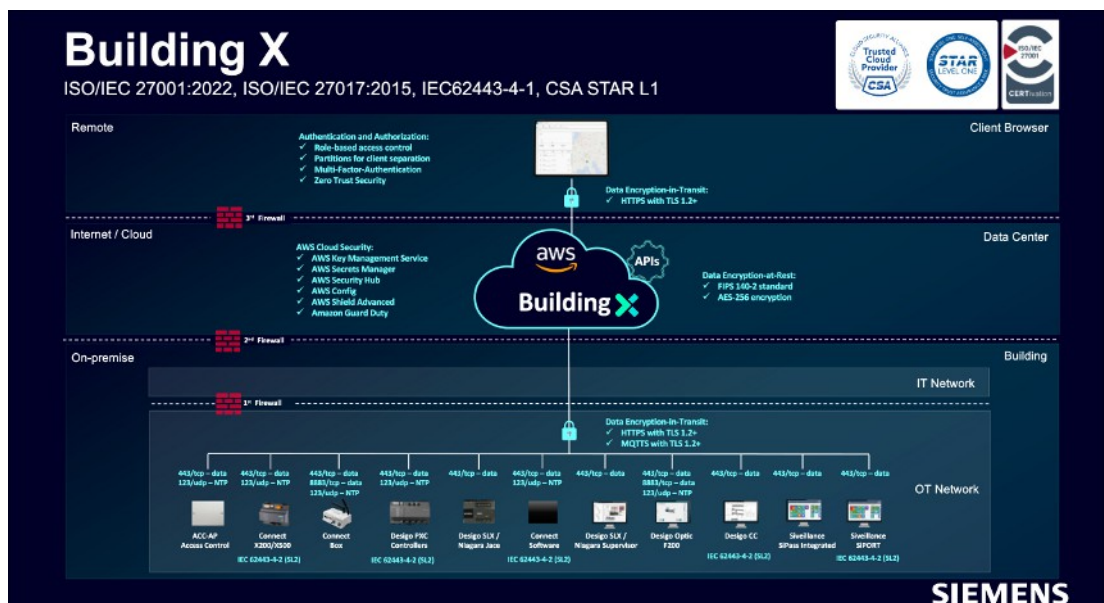 Building X
ISO/IEC 27001:2022, ISO/IEC 27017:2015, IEC62443-4-1, CSA STAR L1
Trusted
Cloud
Provider
CSA
STAR
LEVEL ONE
ISO/IEC
27001
CERTivation
Remote
Client Browser
Authentication and Authorization:
✓ Role-based access control
✓ Partitions for client separation
✓ Multi-Factor-Authentication
✓ Zero Trust Security
Data Encryption-in-Transit:
✓ HTTPS with TLS 1.2+
3rd Firewall
Internet / Cloud
Data Center
AWS Cloud Security:
✓ AWS Key Management Service
✓ AWS Secrets Manager
✓ AWS Security Hub
✓ AWS Config
✓ AWS Shield Advanced
✓ Amazon Guard Duty
aws
APIs
Building X
Data Encryption-at-Rest:
✓ FIPS 140-2 standard
✓ AES-256 encryption
2nd Firewall
On-premise
Building
IT Network
1st Firewall
Data Encryption-in-Transit:
✓ HTTPS with TLS 1.2+
✓ MQTTS with TLS 1.2+
OT Network
443/tcp – data
123/udp – NTP
ACC-AP
Access Control
443/tcp – data
123/udp – NTP
Connect
X200/X300
IEC 62443-4-2 (SL2)
443/tcp – data
8883/tcp – data
123/udp – NTP
Connect
Box
443/tcp – data
123/udp – NTP
Desigo PXC
Controllers
IEC 62443-4-2 (SL2)
443/tcp – data
Desigo SLX /
Niagara Jace
443/tcp – data
123/udp – NTP
Connect
Software
IEC 62443-4-2 (SL2)
443/tcp – data
Desigo SLX /
Niagara Supervisor
443/tcp – data
8883/tcp – data
123/udp – NTP
Desigo Optic
F200
443/tcp – data
Desigo CC
IEC 62443-4-2 (SL2)
443/tcp – data
Siveillance
SiPass Integrated
443/tcp – data
Siveillance
SiPORT
IEC 62443-4-2 (SL2)
SIEMENS